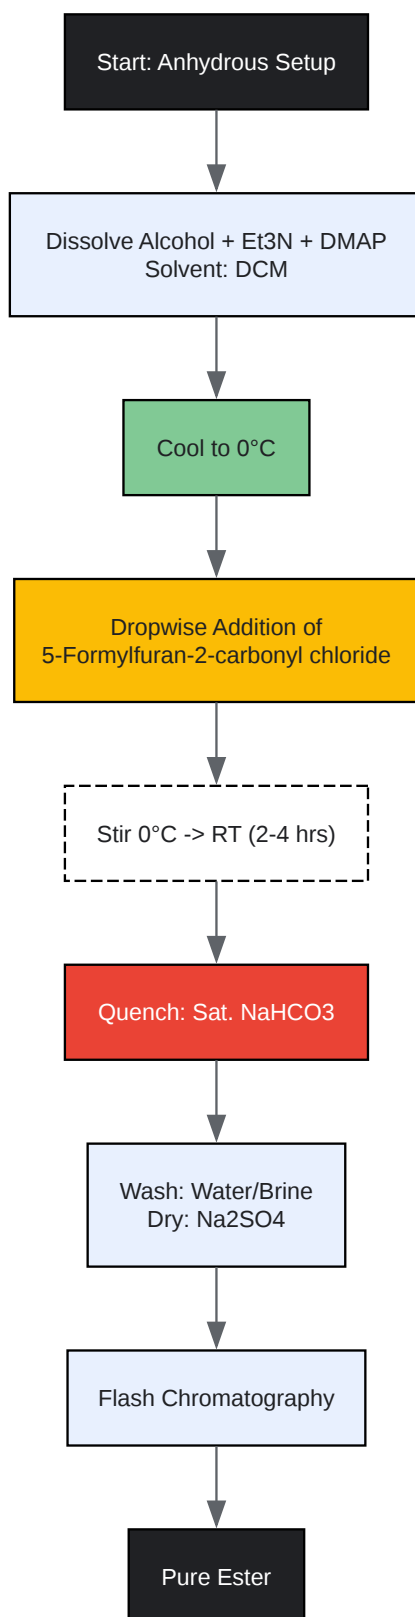 Start: Anhydrous Setup
Dissolve Alcohol + Et3N + DMAP
Solvent: DCM
Cool to 0°C
Dropwise Addition of
5-Formylfuran-2-carbonyl chloride
Stir 0°C -> RT (2-4 hrs)
Quench: Sat. NaHCO3
Wash: Water/Brine
Dry: Na2SO4
Flash Chromatography
Pure Ester